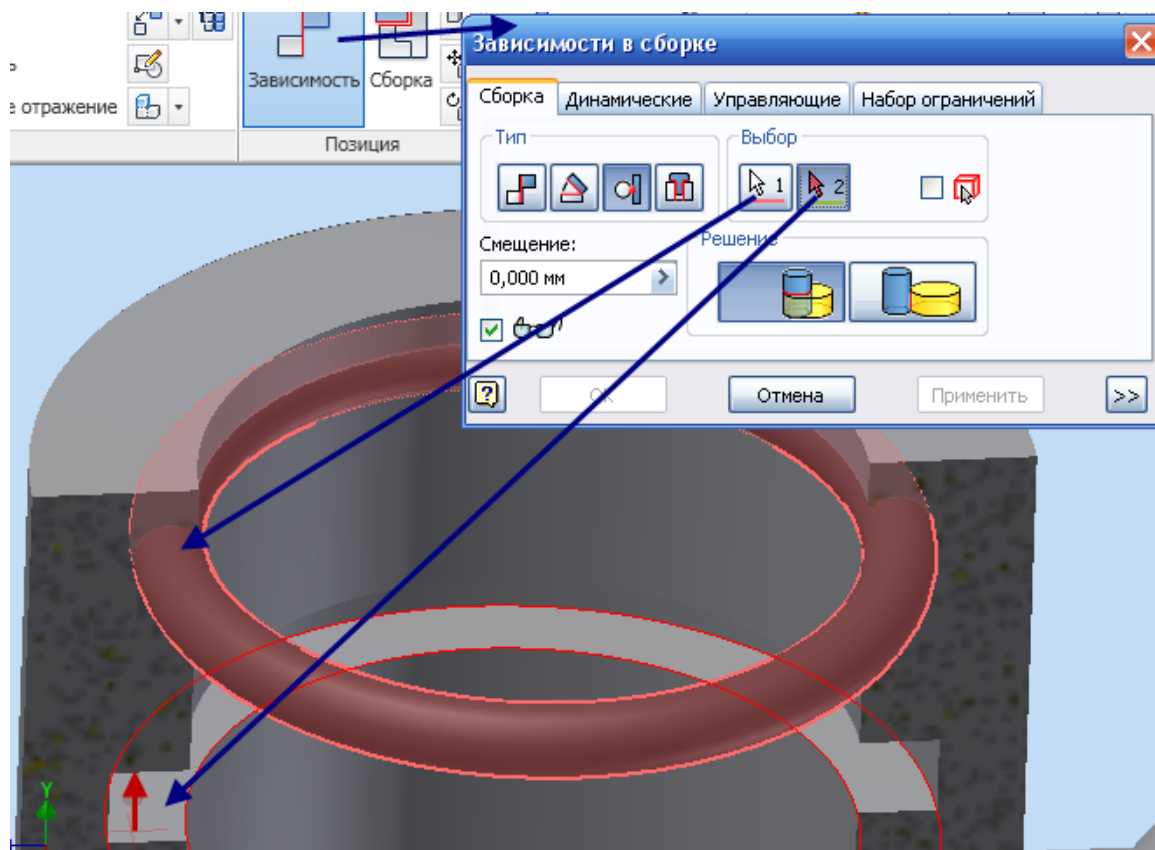 Зависимость
Сборка
е отражение
Позиция
Зависимости в сборке
Сборка
Динамические
Управляющие
Набор ограничений
Тип
Выбор
1
2
Смещение:
Решение
0,000 мм
ОК
Отмена
Применить
>>
Y